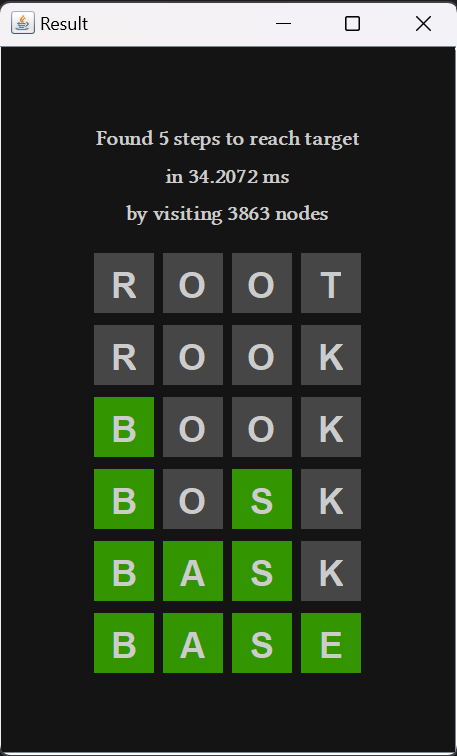 Result
Found 5 steps to reach target
in 34.2072 ms
by visiting 3863 nodes
R O O T
R O O K
B O O K
B O S K
B A S K
B A S E